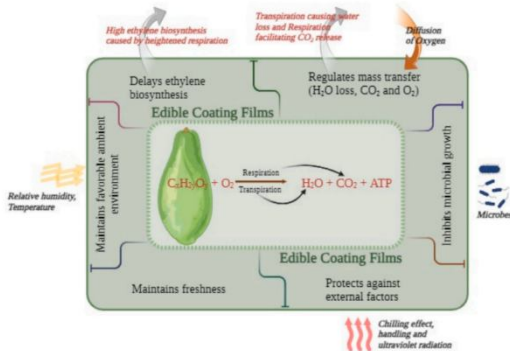 High ethylene biosynthesis
caused by heightened respiration
Transpiration causing water
loss and Respiration
facilitating CO₂ release
Diffusion
of Oxygen
Delays ethylene
biosynthesis
Regulates mass transfer
(H₂O loss, CO₂ and O₂)
Edible Coating Films
Maintains favorable ambient
environment
Relative humidity,
Temperature
+ O₂
Respiration
Transpiration
H₂O + CO₂ + ATP
Inhibits microbial growth
Microbes
Edible Coating Films
Maintains freshness
Protects against
external factors
Chilling effect,
handling and
ultraviolet radiation